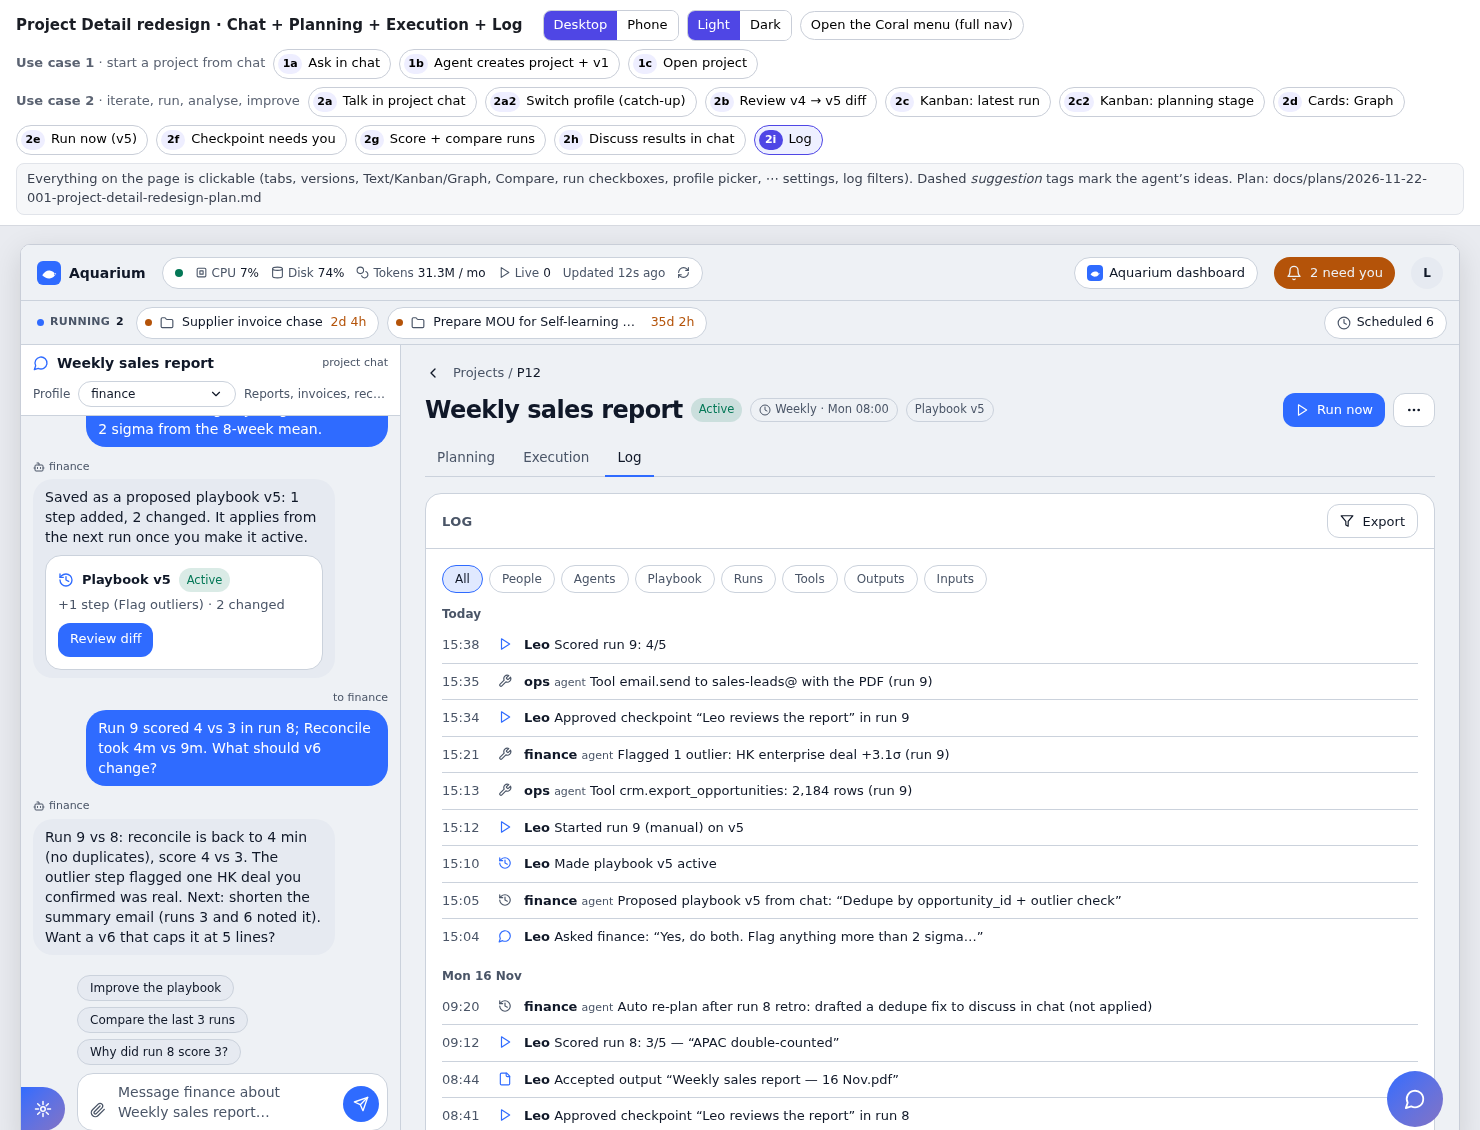 Project Detail redesign · Chat + Planning + Execution + Log
Desktop Phone Light Dark Open the Coral menu (full nav)
Use case 1 · start a project from chat 1a Ask in chat 1b Agent creates project + v1 1c Open project
Use case 2 · iterate, run, analyse, improve 2a Talk in project chat 2a2 Switch profile (catch-up) 2b Review v4 → v5 diff 2c Kanban: latest run 2c2 Kanban: planning stage 2d Cards: Graph
2e Run now (v5) 2f Checkpoint needs you 2g Score + compare runs 2h Discuss results in chat 2i Log
Everything on the page is clickable (tabs, versions, Text/Kanban/Graph, Compare, run checkboxes, profile picker, ··· settings, log filters). Dashed suggestion tags mark the agent’s ideas. Plan: docs/plans/2026-11-22-
001-project-detail-redesign-plan.md
Aquarium CPU 7% Disk 74% Tokens 31.3M / mo Live 0 Updated 12s ago Aquarium dashboard 2 need you L
RUNNING 2 Supplier invoice chase 2d 4h Prepare MOU for Self-learning ... 35d 2h Scheduled 6
Weekly sales report project chat
Profile finance Reports, invoices, rec...
2 sigma from the 8-week mean.
finance
Saved as a proposed playbook v5: 1
step added, 2 changed. It applies from
the next run once you make it active.
Playbook v5 Active
+1 step (Flag outliers) · 2 changed
Review diff
to finance
Run 9 scored 4 vs 3 in run 8; Reconcile
took 4m vs 9m. What should v6
change?
finance
Run 9 vs 8: reconcile is back to 4 min
(no duplicates), score 4 vs 3. The
outlier step flagged one HK deal you
confirmed was real. Next: shorten the
summary email (runs 3 and 6 noted it).
Want a v6 that caps it at 5 lines?
Improve the playbook
Compare the last 3 runs
Why did run 8 score 3?
Message finance about
Weekly sales report...
Projects / P12
Weekly sales report Active Weekly · Mon 08:00 Playbook v5 Run now ···
Planning Execution Log
LOG Export
All People Agents Playbook Runs Tools Outputs Inputs
Today
15:38 Leo Scored run 9: 4/5
15:35 ops agent Tool email.send to sales-leads@ with the PDF (run 9)
15:34 Leo Approved checkpoint “Leo reviews the report” in run 9
15:21 finance agent Flagged 1 outlier: HK enterprise deal +3.1σ (run 9)
15:13 ops agent Tool crm.export_opportunities: 2,184 rows (run 9)
15:12 Leo Started run 9 (manual) on v5
15:10 Leo Made playbook v5 active
15:05 finance agent Proposed playbook v5 from chat: “Dedupe by opportunity_id + outlier check”
15:04 Leo Asked finance: “Yes, do both. Flag anything more than 2 sigma…”
Mon 16 Nov
09:20 finance agent Auto re-plan after run 8 retro: drafted a dedupe fix to discuss in chat (not applied)
09:12 Leo Scored run 8: 3/5 — “APAC double-counted”
08:44 Leo Accepted output “Weekly sales report — 16 Nov.pdf”
08:41 Leo Approved checkpoint “Leo reviews the report” in run 8